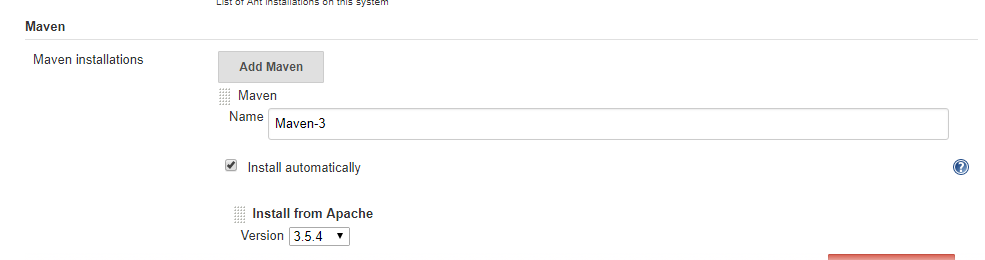 List of Ant installations on this system
Maven
Maven installations
Add Maven
Maven
Name Maven-3
Install automatically
?
Install from Apache
Version 3.5.4